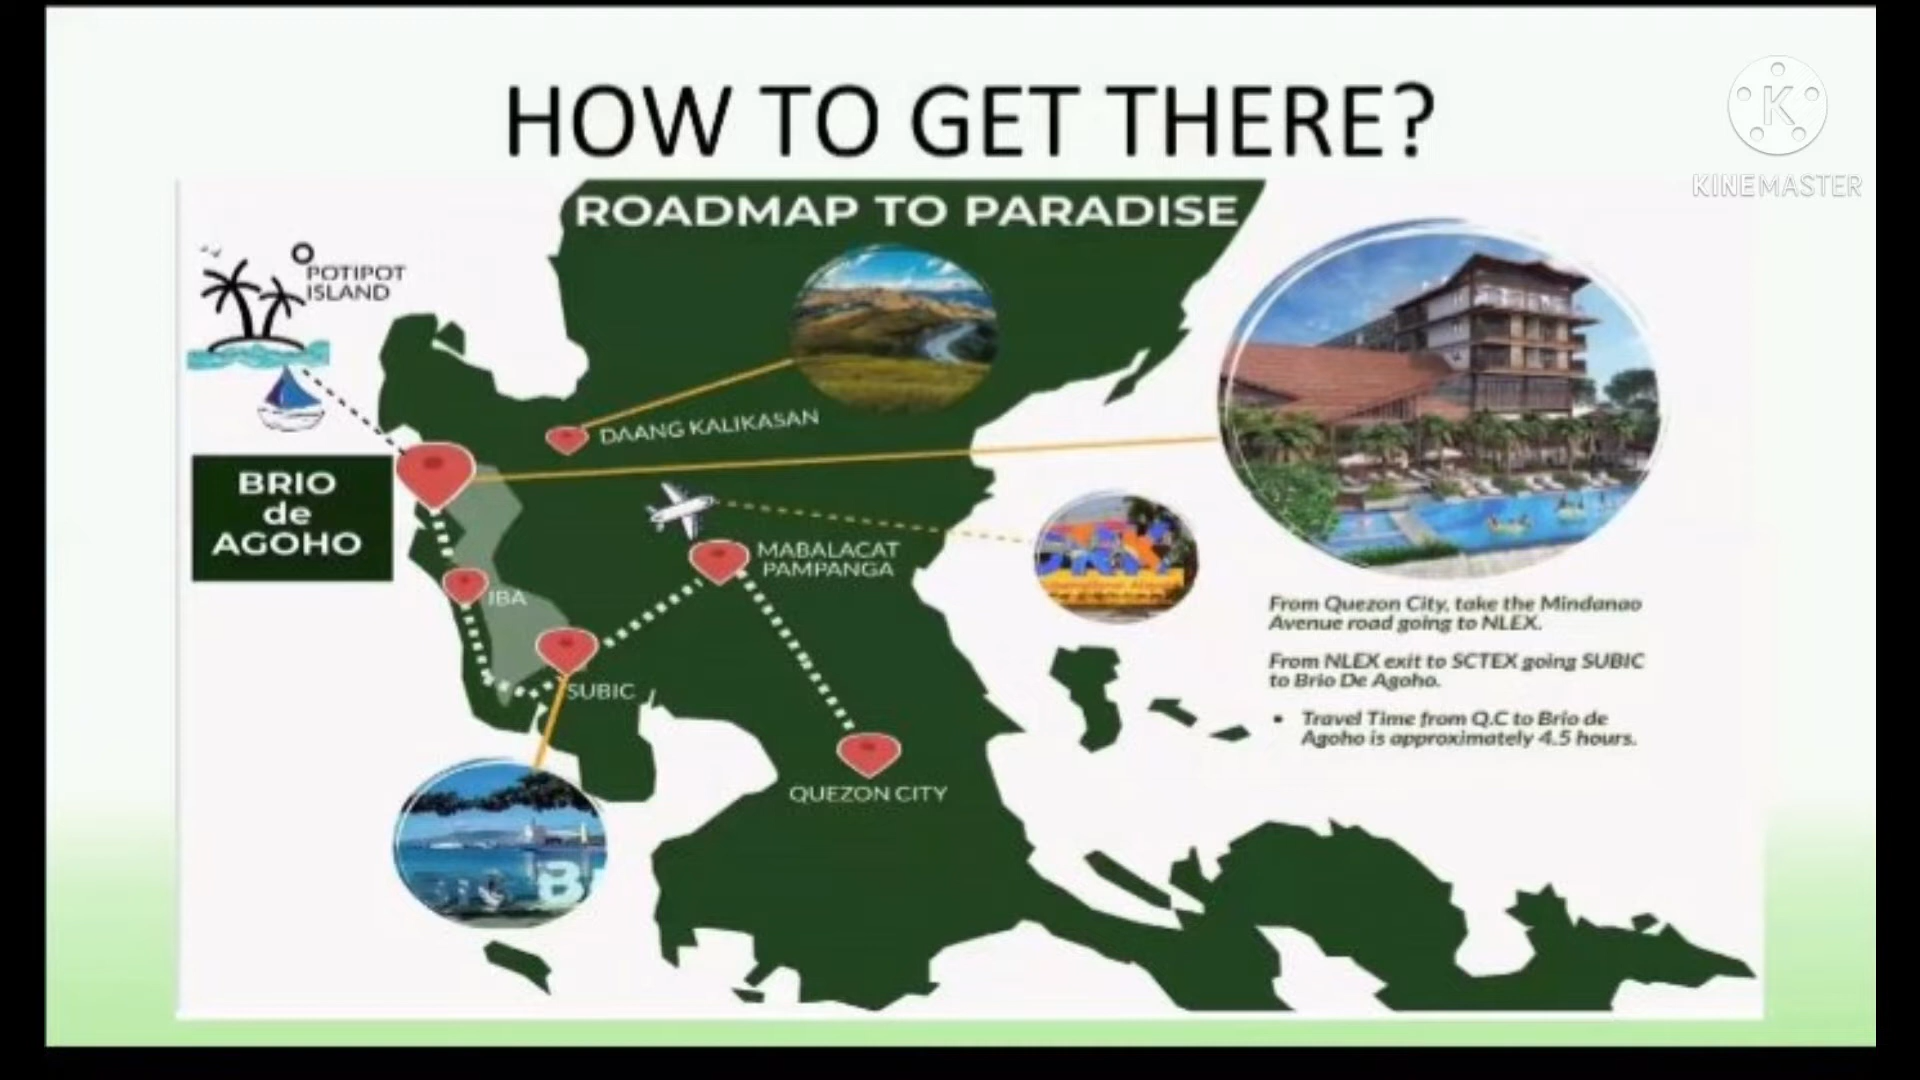 HOW TO GET THERE?
K
KINEMASTER
ROADMAP TO PARADISE
POTIPOT
ISLAND
DAANG KALIKASAN
BRIO
de
AGOHO
MABALACAT
PAMPANGA
IBA
SUBIC
QUEZON CITY
From Quezon City, take the Mindanao
Avenue road going to NLEX.
From NLEX exit to SCTEX going SUBIC
to Brio De Agoho.
• Travel Time from Q.C to Brio de
Agoho is approximately 4.5 hours.